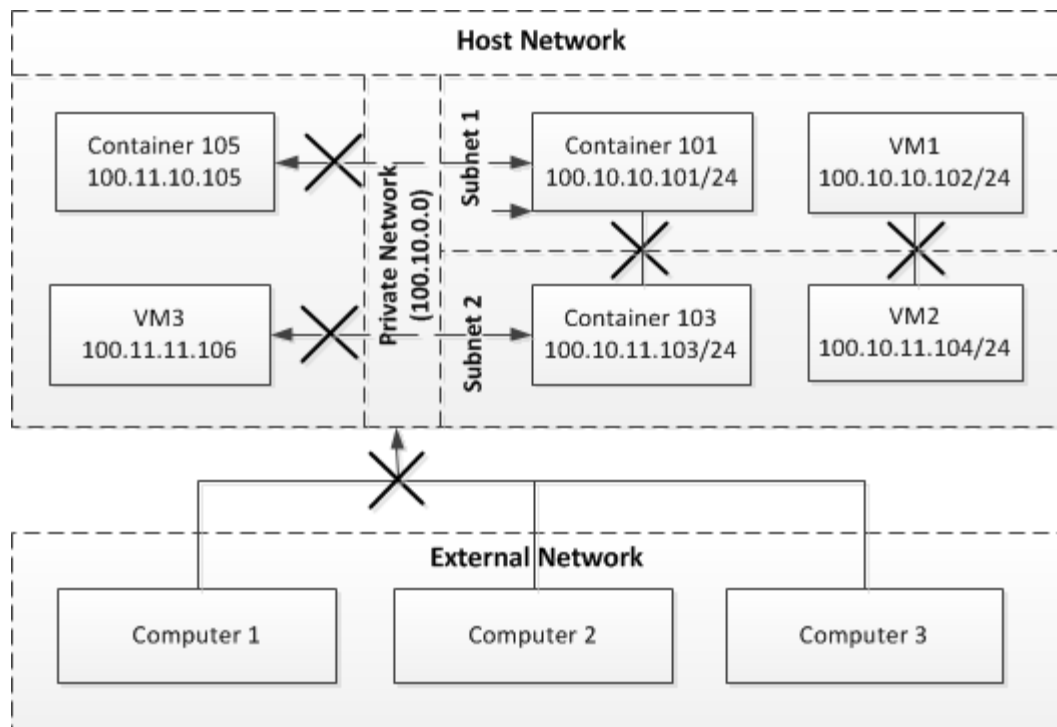 Host Network
Container 105
100.11.10.105
Private Network
(100.10.0.0)
Subnet 1
Container 101
100.10.10.101/24
VM1
100.10.10.102/24
VM3
100.11.11.106
Subnet 2
Container 103
100.10.11.103/24
VM2
100.10.11.104/24
External Network
Computer 1
Computer 2
Computer 3